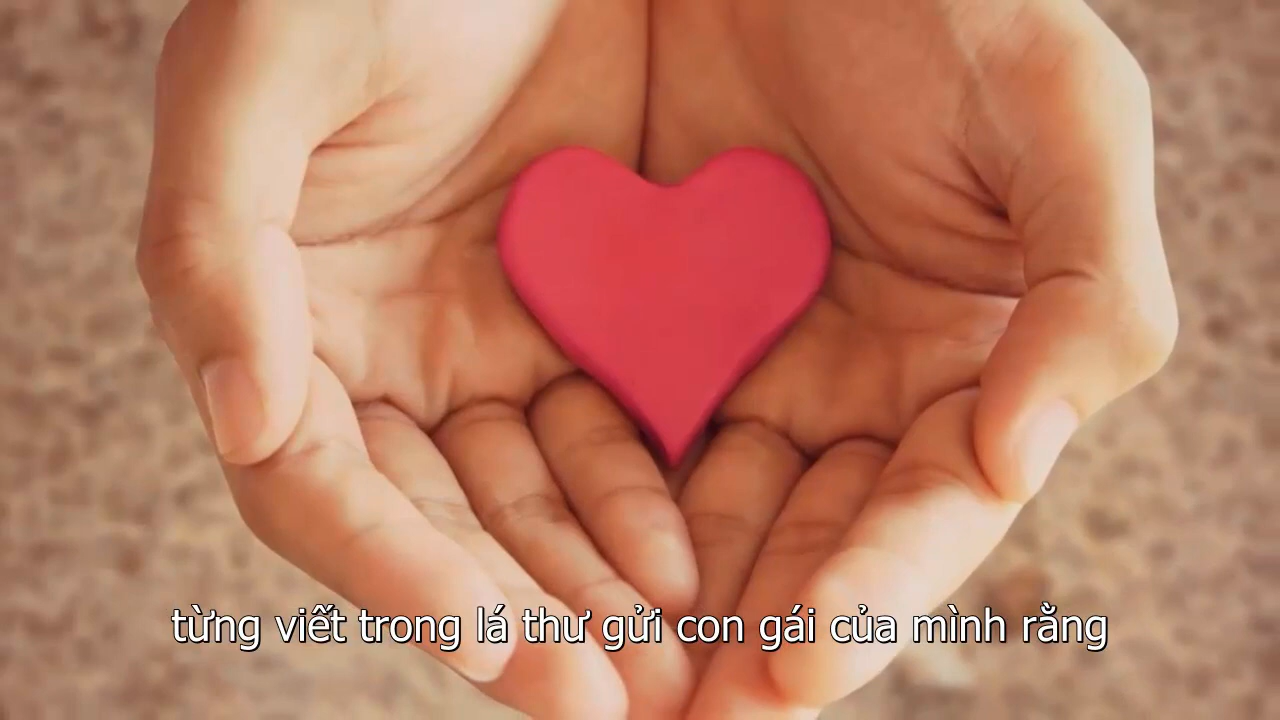 từng viết trong lá thư gửi con gái của mình rằng